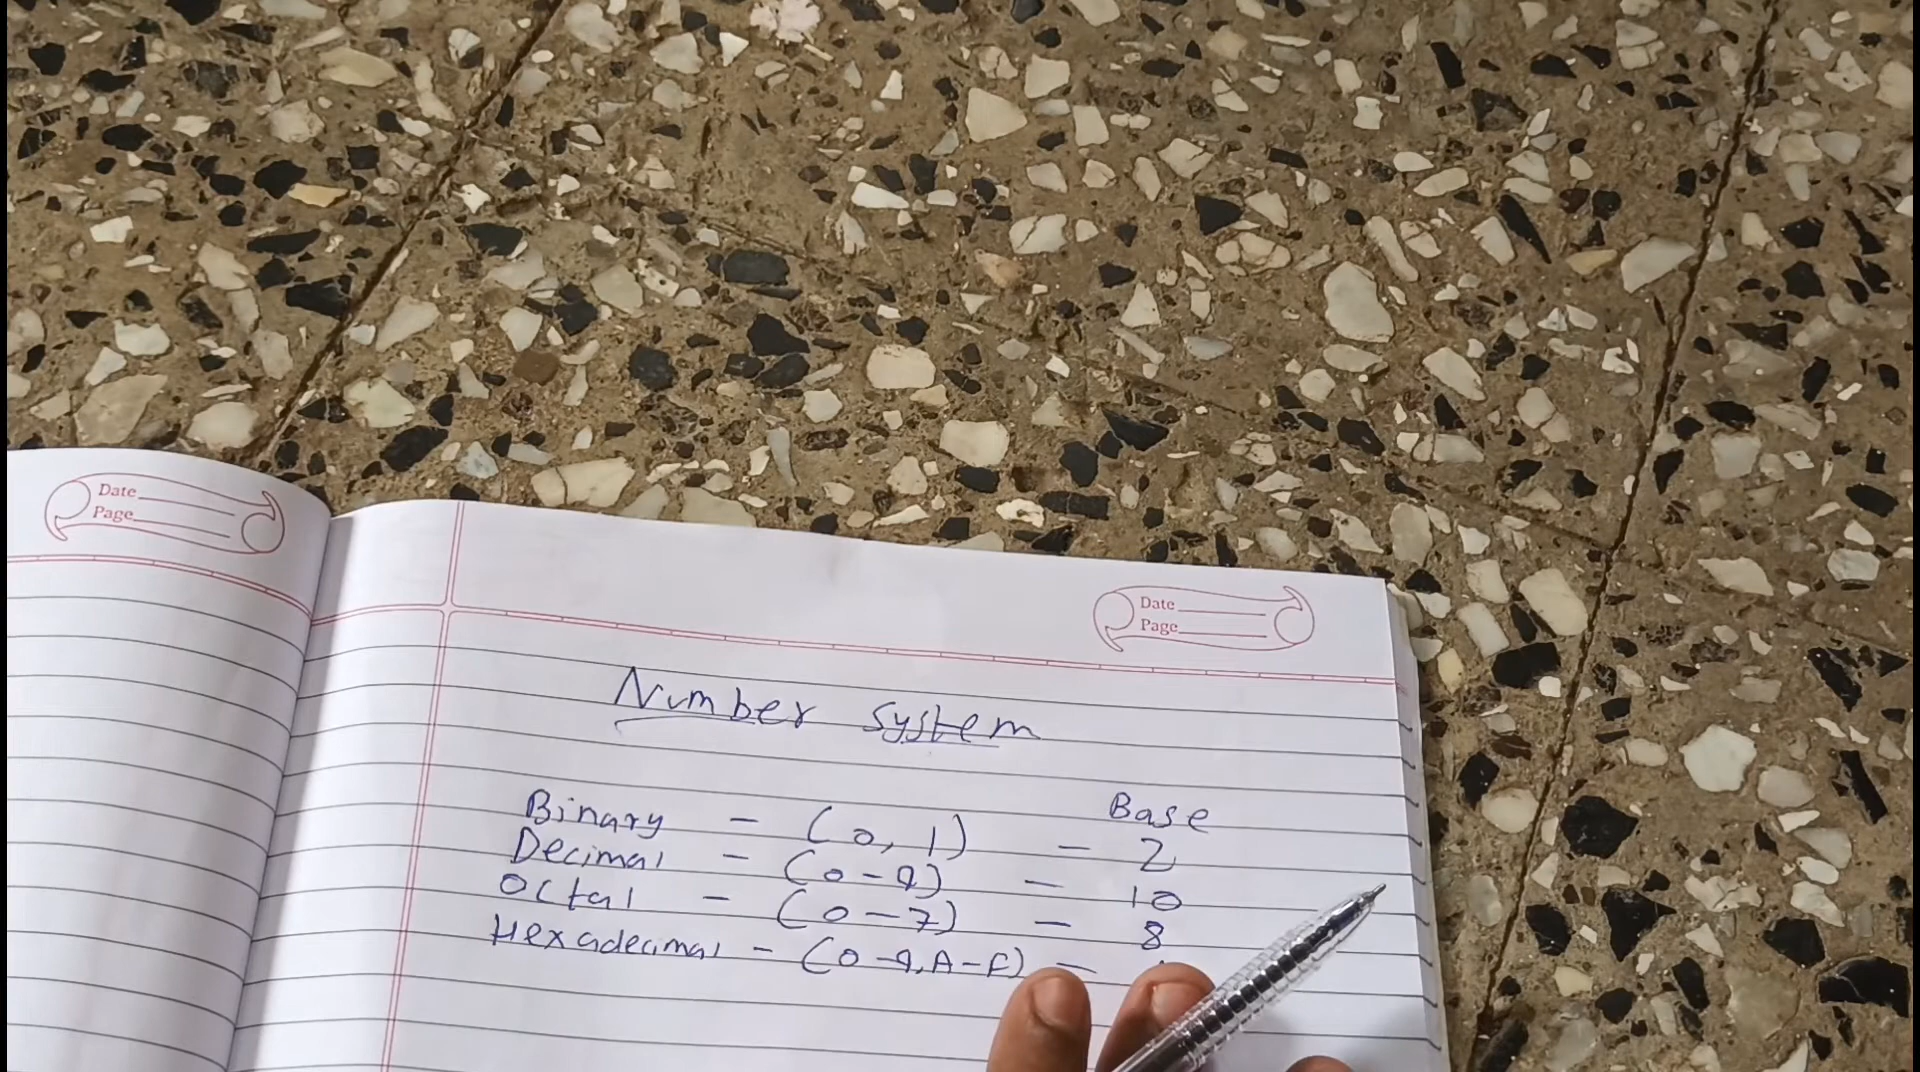 Date
Page
Date
Page
Number system
Base
Binary - (0, 1) - 2
Decimal - (0-9) - 10
Octal - (0-7) - 8
Hexadecimal - (0-9, A-F) -